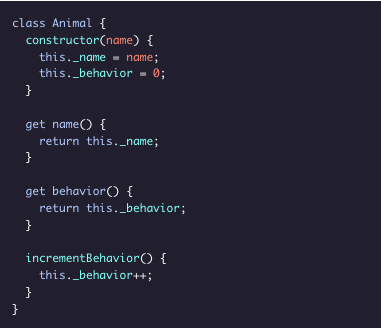 class Animal {
  constructor(name) {
    this._name = name;
    this._behavior = 0;
  }

  get name() {
    return this._name;
  }

  get behavior() {
    return this._behavior;
  }

  incrementBehavior() {
    this._behavior++;
  }
}